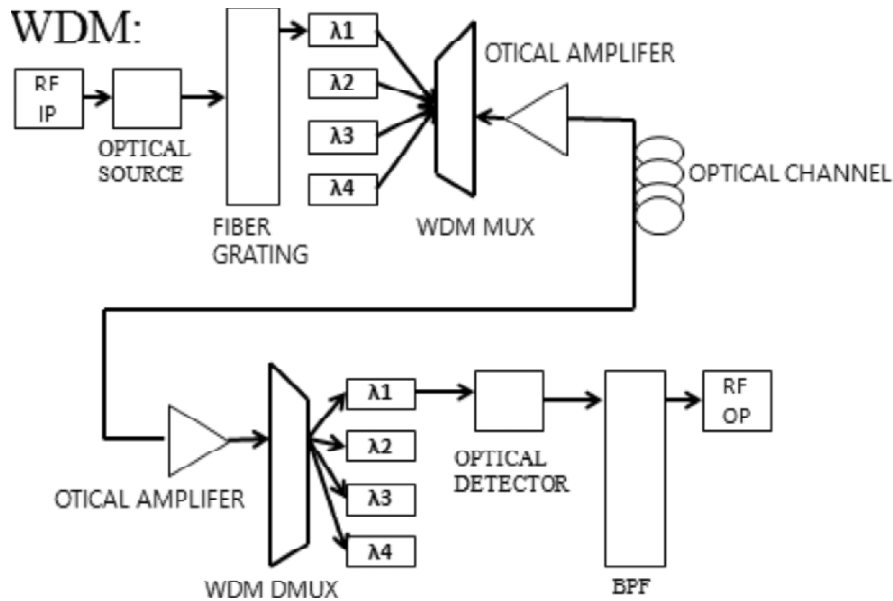 WDM:
RF
IP
OPTICAL
SOURCE
FIBER
GRATING
λ1
λ2
λ3
λ4
WDM MUX
OTICAL AMPLIFER
OPTICAL CHANNEL
OTICAL AMPLIFER
WDM DMUX
λ1
λ2
λ3
λ4
OPTICAL
DETECTOR
BPF
RF
OP